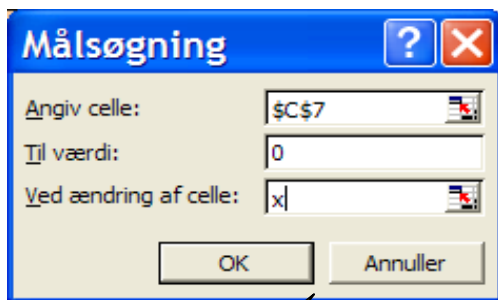 Målsøgning ?
Angiv celle: $C$7
Til værdi: 0
Ved ændring af celle: x
OK Annuller